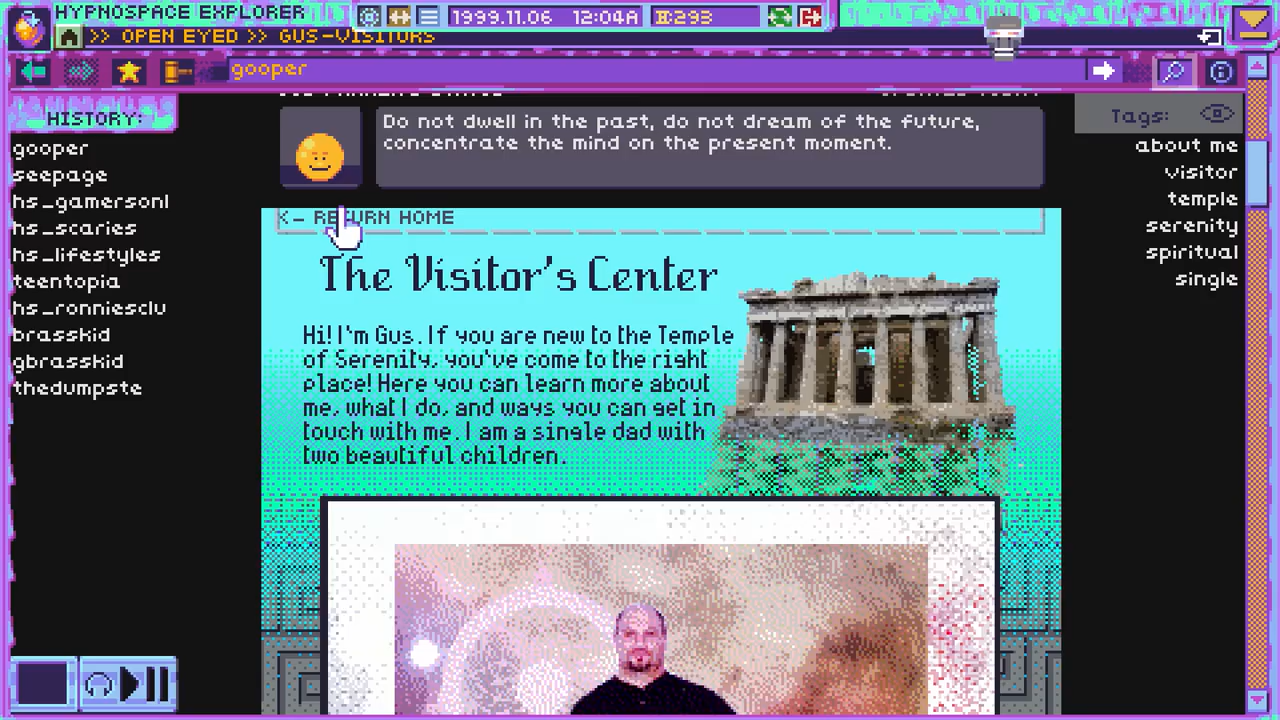 HYPNOSPACE EXPLORER
1999.11.06 12:04A
293
>> OPEN EYED >> GUS-VISITORS
gooper
HISTORY:
gooper
seepage
hs_gamersonl
hs_scaries
hs_lifestyles
teentopia
hs_ronniesclu
brasskid
gbrasskid
thedumpste
Do not dwell in the past, do not dream of the future,
concentrate the mind on the present moment.
<- RETURN HOME
The Visitor's Center
Hi! I'm Gus. If you are new to the Temple
of Serenity, you've come to the right
place! Here you can learn more about
me, what I do, and ways you can get in
touch with me. I am a single dad with
two beautiful children.
Tags:
about me
visitor
temple
serenity
spiritual
single